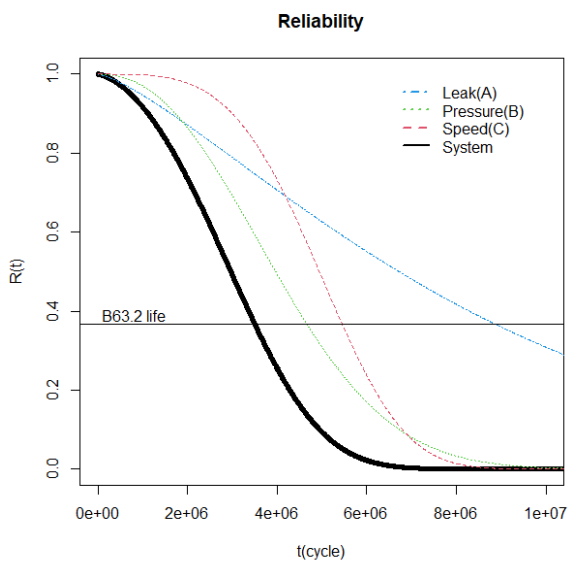 Reliability
R(t)
1.0
0.8
0.6
0.4
0.2
0.0
Leak(A)
Pressure(B)
Speed(C)
System
B63.2 life
0e+00 2e+06 4e+06 6e+06 8e+06 1e+07
t(cycle)